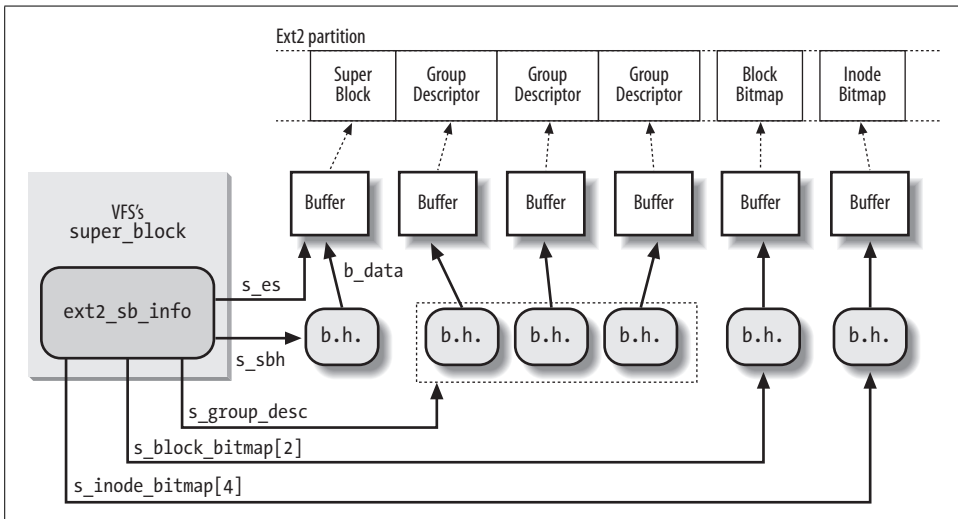 Ext2 partition
Super
Block
Group
Descriptor
Group
Descriptor
Group
Descriptor
Block
Bitmap
Inode
Bitmap
VFS's
super_block
Buffer
Buffer
Buffer
Buffer
Buffer
Buffer
b_data
s_es
ext2_sb_info
b.h.
b.h.
b.h.
b.h.
b.h.
b.h.
s_sbh
s_group_desc
s_block_bitmap[2]
s_inode_bitmap[4]